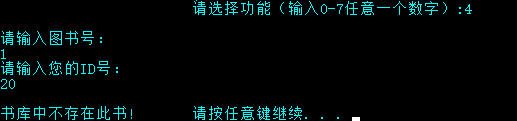 请选择功能（输入0-7任意一个数字）:4
请输入图书号:
1
请输入您的ID号:
20
书库中不存在此书!    请按任意键继续. . .